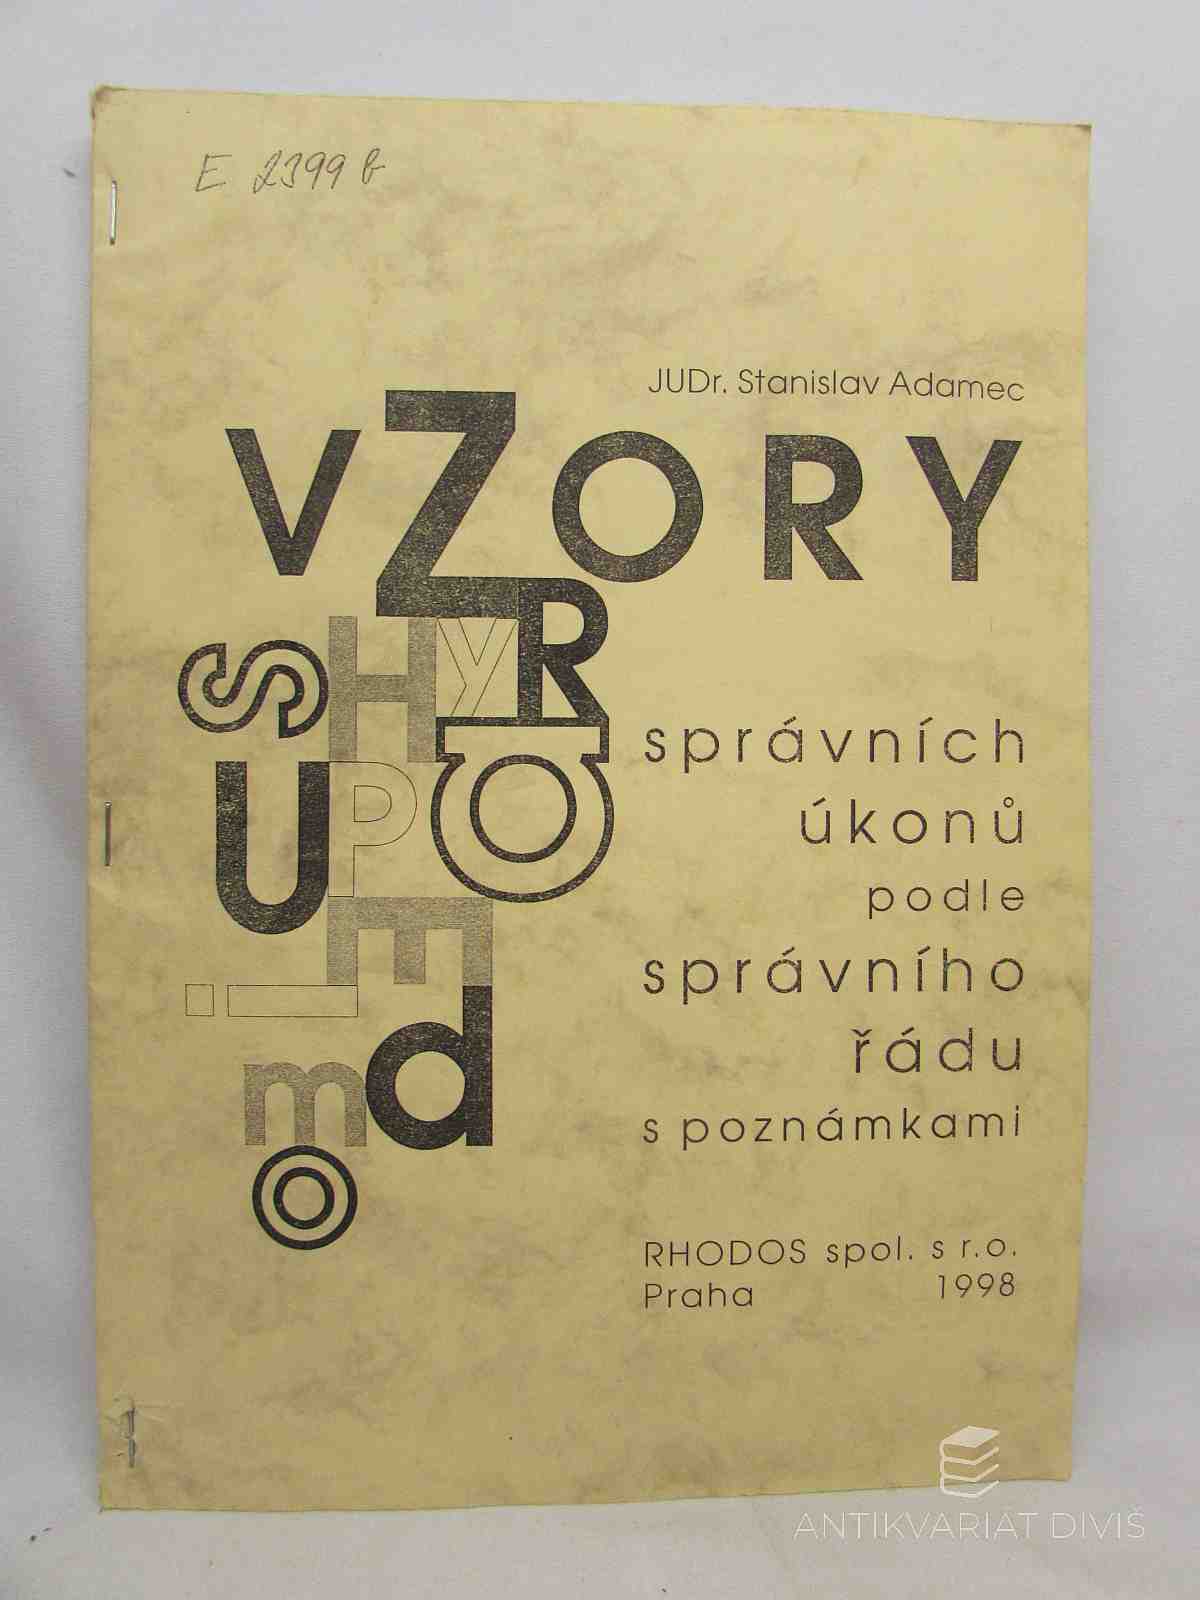 E 2399 b
JUDr. Stanislav Adamec
VZORY
správních
úkonů
podle
správního
řádu
s poznámkami
RHODOS spol. s r.o.
Praha 1998
ANTIKVARIÁT DIVIŠ